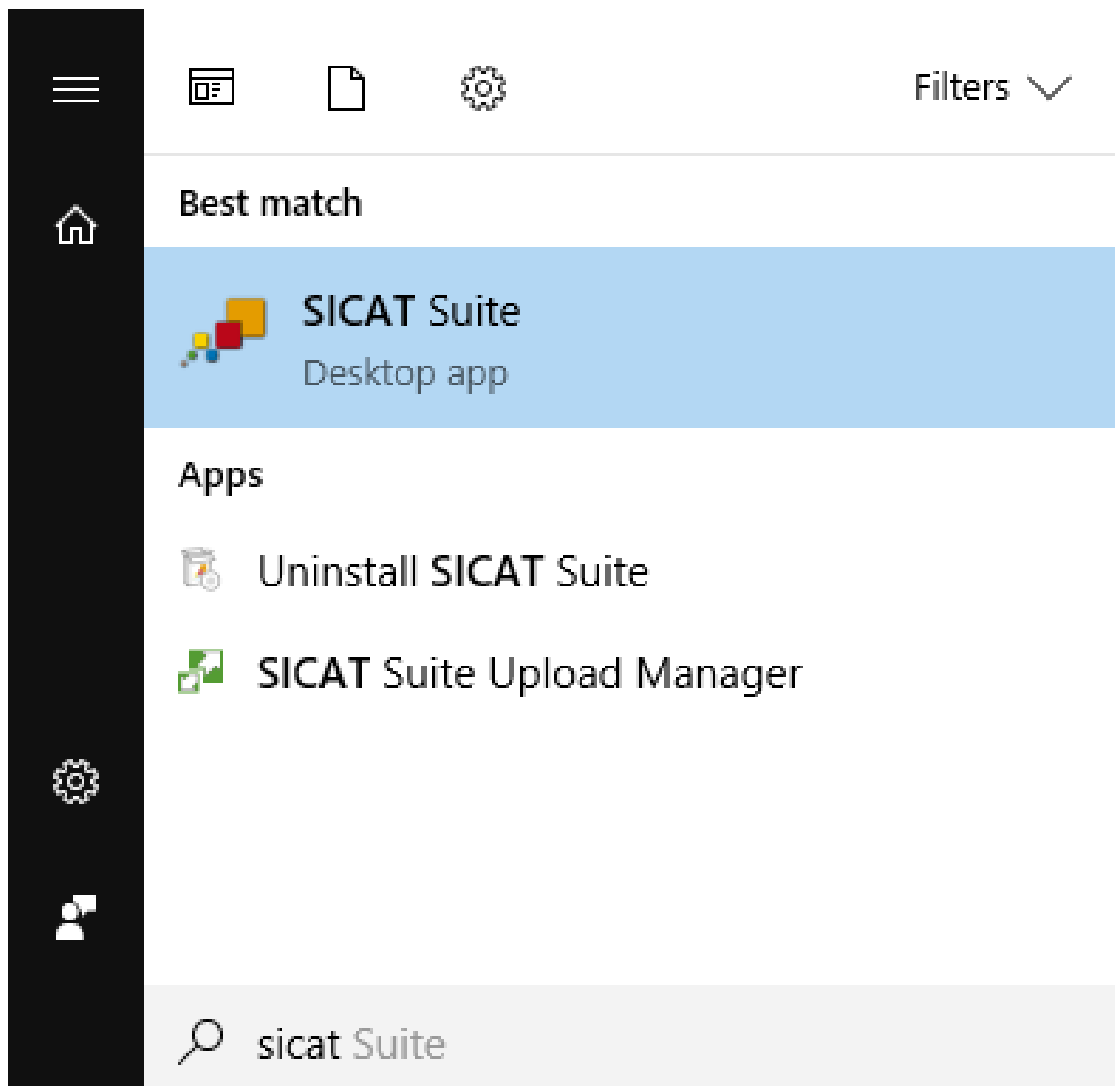 Filters
Best match
SICAT Suite
Desktop app
Apps
Uninstall SICAT Suite
SICAT Suite Upload Manager
sicat Suite